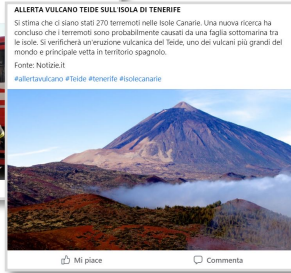 ALLERTA VULCANO TEIDE SULL'ISOLA DI TENERIFE
Si stima che ci siano stati 270 terremoti nelle Isole Canarie. Una nuova ricerca ha
concluso che i terremoti sono probabilmente causati da una faglia sottomarina tra
le isole. Si verificherà un'eruzione vulcanica del Teide, uno dei vulcani più grandi del
mondo e principale vetta in territorio spagnolo.
Fonte: Notizie.it
#allertavulcano #Teide #tenerife #isolecanarie
Mi piace
Commenta